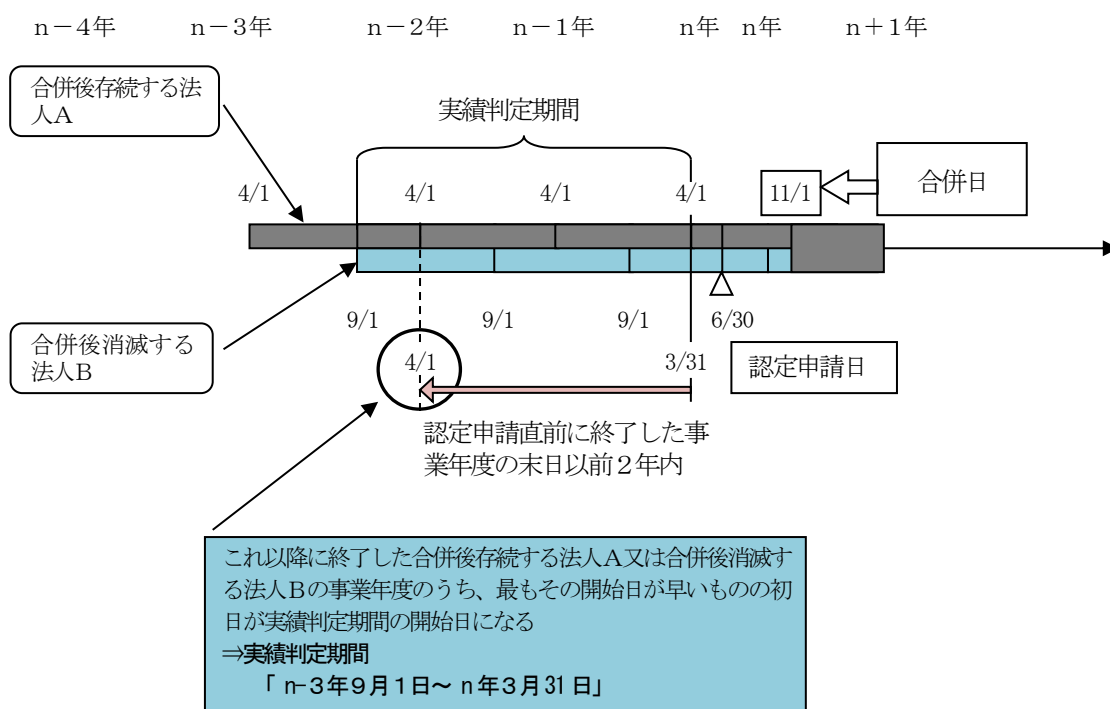 n－4年 n－3年 n－2年 n－1年 n年 n年 n＋1年
合併後存続する法
人A
実績判定期間
合併日
4/1 4/1 4/1 4/1 11/1
9/1 9/1 9/1 6/30
合併後消滅する
法人B
4/1 3/31
認定申請日
認定申請直前に終了した事
業年度の末日以前２年内
これ以降に終了した合併後存続する法人A又は合併後消滅す
る法人Bの事業年度のうち、最もその開始日が早いものの初
日が実績判定期間の開始日になる
⇒実績判定期間
「 n-３年９月１日～ n 年３月 31 日」